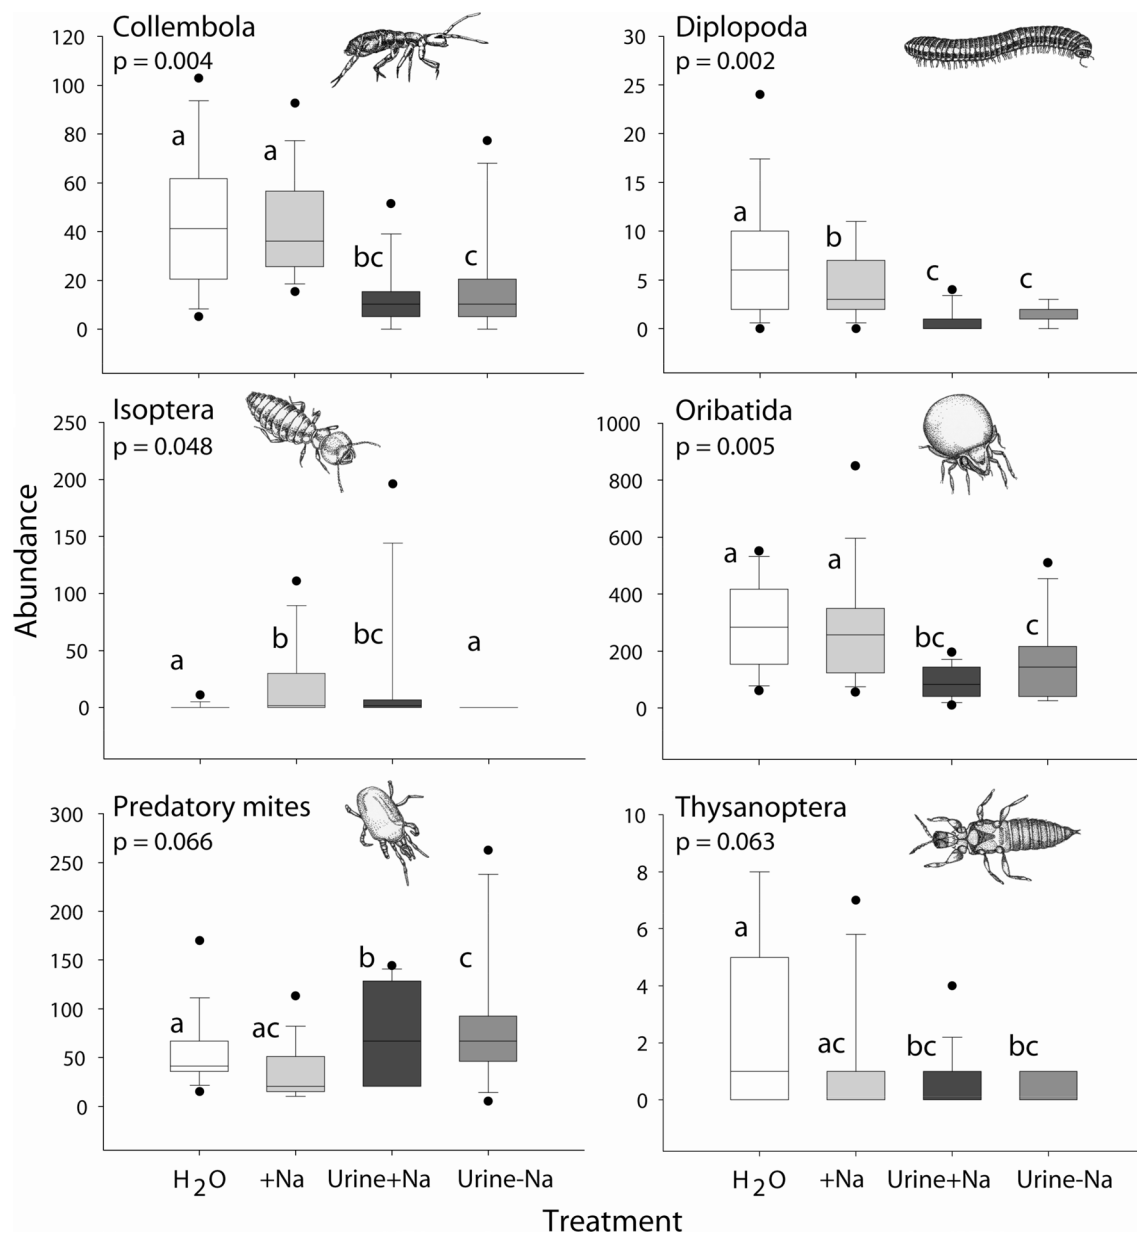 Collembola
p = 0.004
120
100
80
60
40
20
0
a
a
bc
c
Diplopoda
p = 0.002
30
25
20
15
10
5
0
a
b
c
c
Isoptera
p = 0.048
250
200
150
100
50
0
a
b
bc
a
Oribatida
p = 0.005
1000
800
600
400
200
0
a
a
bc
c
Predatory mites
p = 0.066
300
250
200
150
100
50
0
a
ac
b
c
Thysanoptera
p = 0.063
10
8
6
4
2
0
a
ac
bc
bc
Abundance
H2O +Na Urine+Na Urine-Na
H2O +Na Urine+Na Urine-Na
Treatment